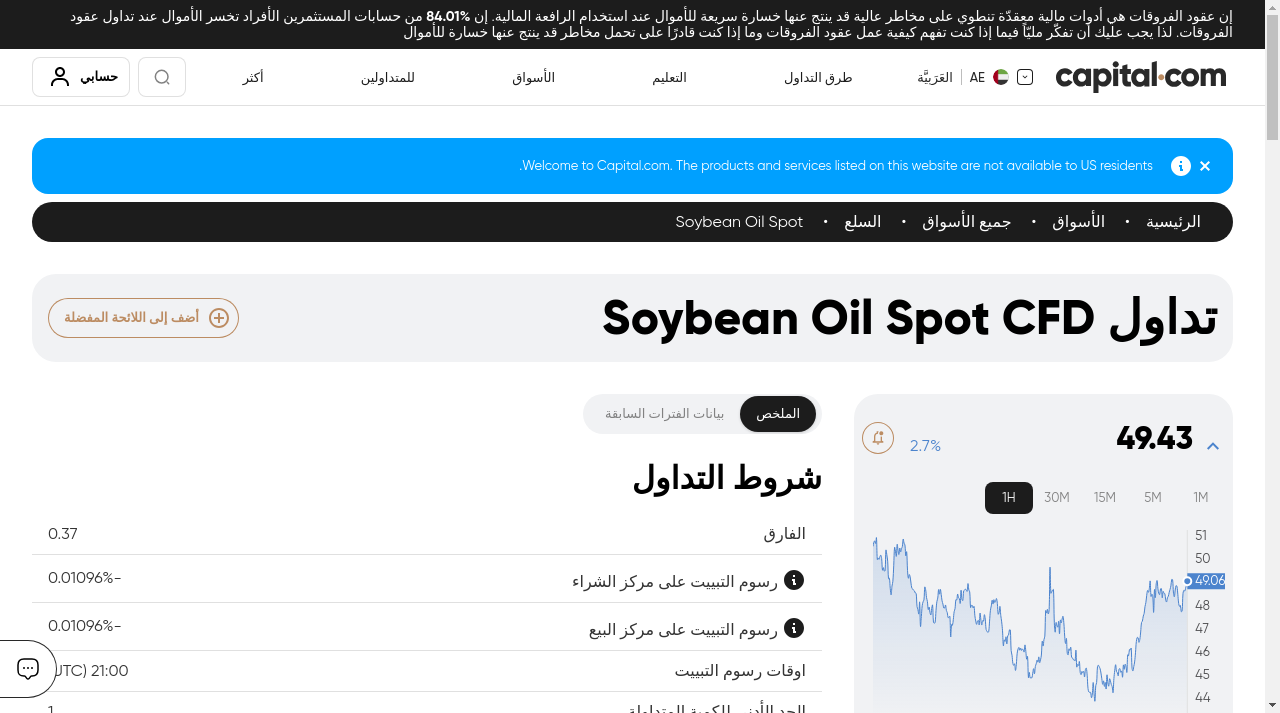 إن عقود الفروقات هي أدوات مالية معقدّة تنطوي على مخاطر عالية قد ينتج عنها خسارة سريعة للأموال عند استخدام الرافعة المالية. إن 84.01% من حسابات المستثمرين الأفراد تخسر الأموال عند تداول عقود
الفروقات. لذا يجب عليك أن تفكّر مليًّا فيما إذا كنت تفهم كيفية عمل عقود الفروقات وما إذا كنت قادرًا على تحمل مخاطر قد ينتج عنها خسارة للأموال
capital.com
AE | العَرَبِيَّة
طرق التداول
التعليم
الأسواق
للمتداولين
أكثر
حسابي
Welcome to Capital.com. The products and services listed on this website are not available to US residents.
الرئيسية • الأسواق • جميع الأسواق • السلع • Soybean Oil Spot
تداول Soybean Oil Spot CFD
أضف إلى اللائحة المفضلة
49.43
2.7%
1H 30M 15M 5M 1M
51
50
49.06
48
47
46
45
44
الملخص
بيانات الفترات السابقة
شروط التداول
الفارق 0.37
رسوم التبييت على مركز الشراء -0.01096%
رسوم التبييت على مركز البيع -0.01096%
اوقات رسوم التبييت 21:00 (UTC)
الحد الأدنى للكمية المتداولة 1